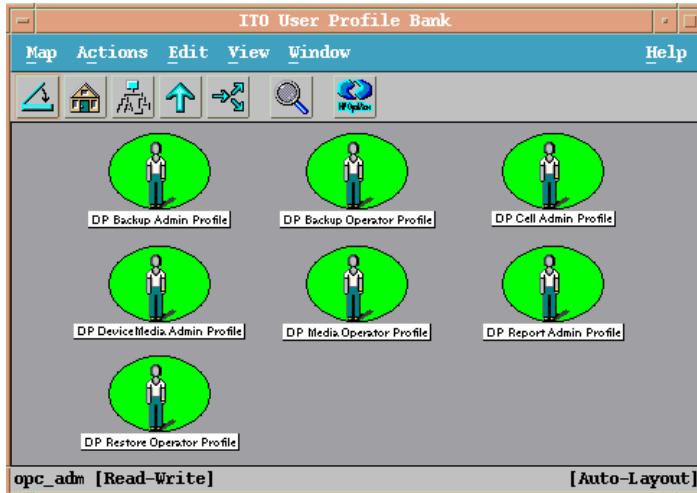 ITO User Profile Bank
Map Actions Edit View Window Help
HP OpenView
DP Backup Admin Profile DP Backup Operator Profile DP Cell Admin Profile
DP DeviceMedia Admin Profile DP Media Operator Profile DP Report Admin Profile
DP Restore Operator Profile
opc_adm [Read-Write] [Auto-Layout]